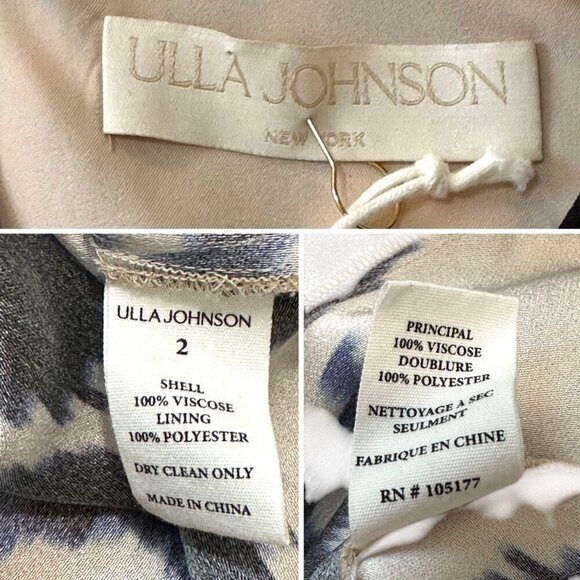 ULLA JOHNSON
NEW YORK
ULLA JOHNSON
2
SHELL
100% VISCOSE
LINING
100% POLYESTER
DRY CLEAN ONLY
MADE IN CHINA
PRINCIPAL
100% VISCOSE
DOUBLURE
100% POLYESTER
NETTOYAGE A SEC
SEULMENT
FABRIQUE EN CHINE
RN # 105177